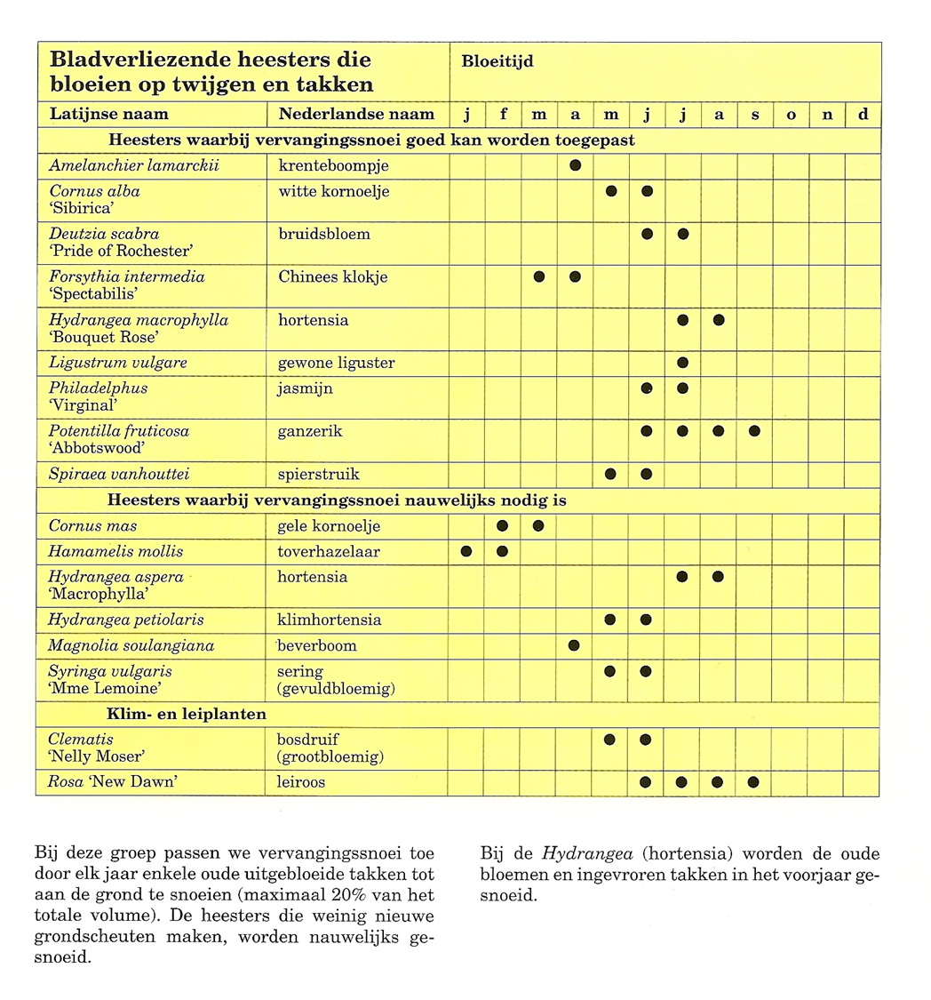 Bladverliezende heesters die
bloeien op twijgen en takken
Bloeitijd
Latijnse naam Nederlandse naam j f m a m j j a s o n d
Heesters waarbij vervangingssnoei goed kan worden toegepast
Amelanchier lamarckii krenteboompje ●
Cornus alba witte kornoelje ● ●
‘Sibirica’
Deutzia scabra bruidsbloem ● ●
‘Pride of Rochester’
Forsythia intermedia Chinees klokje ● ●
‘Spectabilis’
Hydrangea macrophylla hortensia ● ●
‘Bouquet Rose’
Ligustrum vulgare gewone liguster ●
Philadelphus jasmijn ● ●
‘Virginal’
Potentilla fruticosa ganzerik ● ● ● ●
‘Abbotswood’
Spiraea vanhouttei spierstruik ● ●
Heesters waarbij vervangingssnoei nauwelijks nodig is
Cornus mas gele kornoelje ● ●
Hamamelis mollis toverhazelaar ● ●
Hydrangea aspera hortensia ● ●
‘Macrophylla’
Hydrangea petiolaris klimhortensia ● ●
Magnolia soulangiana beverboom ●
Syringa vulgaris sering ● ●
‘Mme Lemoine’ (gevuldbloemig)
Klim- en leiplanten
Clematis bosdruif ● ●
‘Nelly Moser’ (grootbloemig)
Rosa ‘New Dawn’ leiroos ● ● ● ●
Bij deze groep passen we vervangingssnoei toe
door elk jaar enkele oude uitgebloeide takken tot
aan de grond te snoeien (maximaal 20% van het
totale volume). De heesters die weinig nieuwe
grondscheuten maken, worden nauwelijks ge-
snoeid.
Bij de Hydrangea (hortensia) worden de oude
bloemen en ingevroren takken in het voorjaar ge-
snoeid.